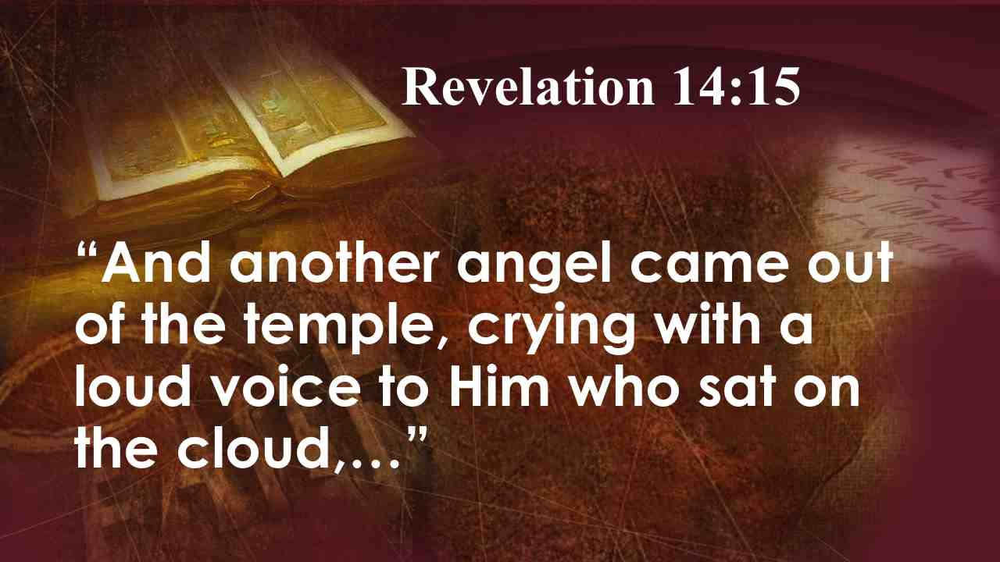 Revelation 14:15
“And another angel came out
of the temple, crying with a
loud voice to Him who sat on
the cloud,…”